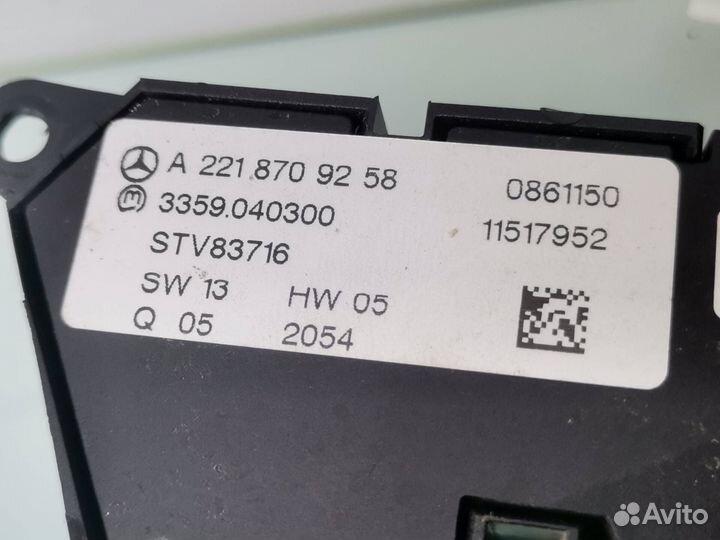 A 221 870 92 58
0861150
3359.040300
11517952
STV83716
SW 13
HW 05
Q 05
2054
Avito